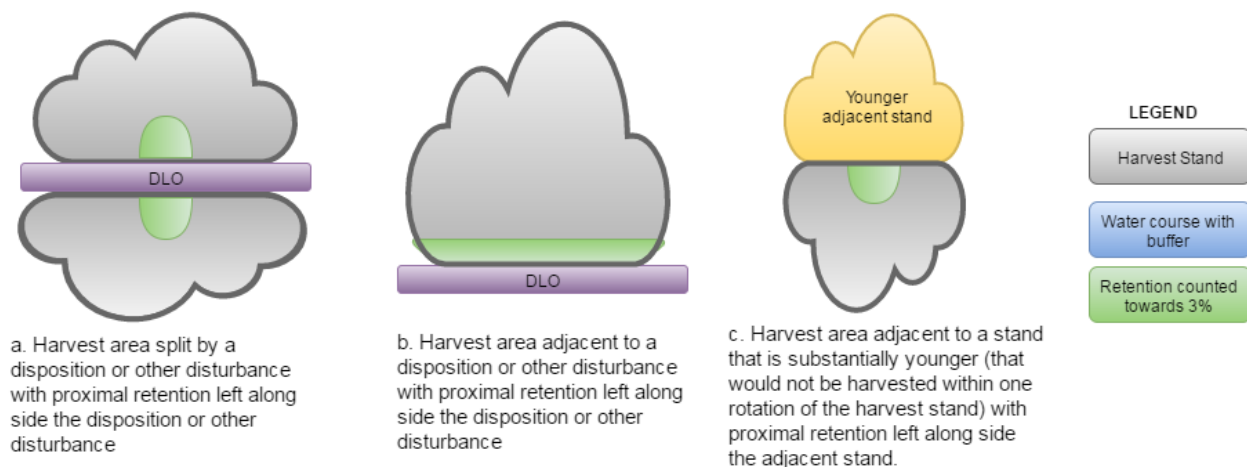 Younger
adjacent stand
DLO
DLO
a. Harvest area split by a
disposition or other disturbance
with proximal retention left along
side the disposition or other
disturbance
b. Harvest area adjacent to a
disposition or other disturbance
with proximal retention left along
side the disposition or other
disturbance
c. Harvest area adjacent to a stand
that is substantially younger (that
would not be harvested within one
rotation of the harvest stand) with
proximal retention left along side
the adjacent stand.
LEGEND
Harvest Stand
Water course with
buffer
Retention counted
towards 3%